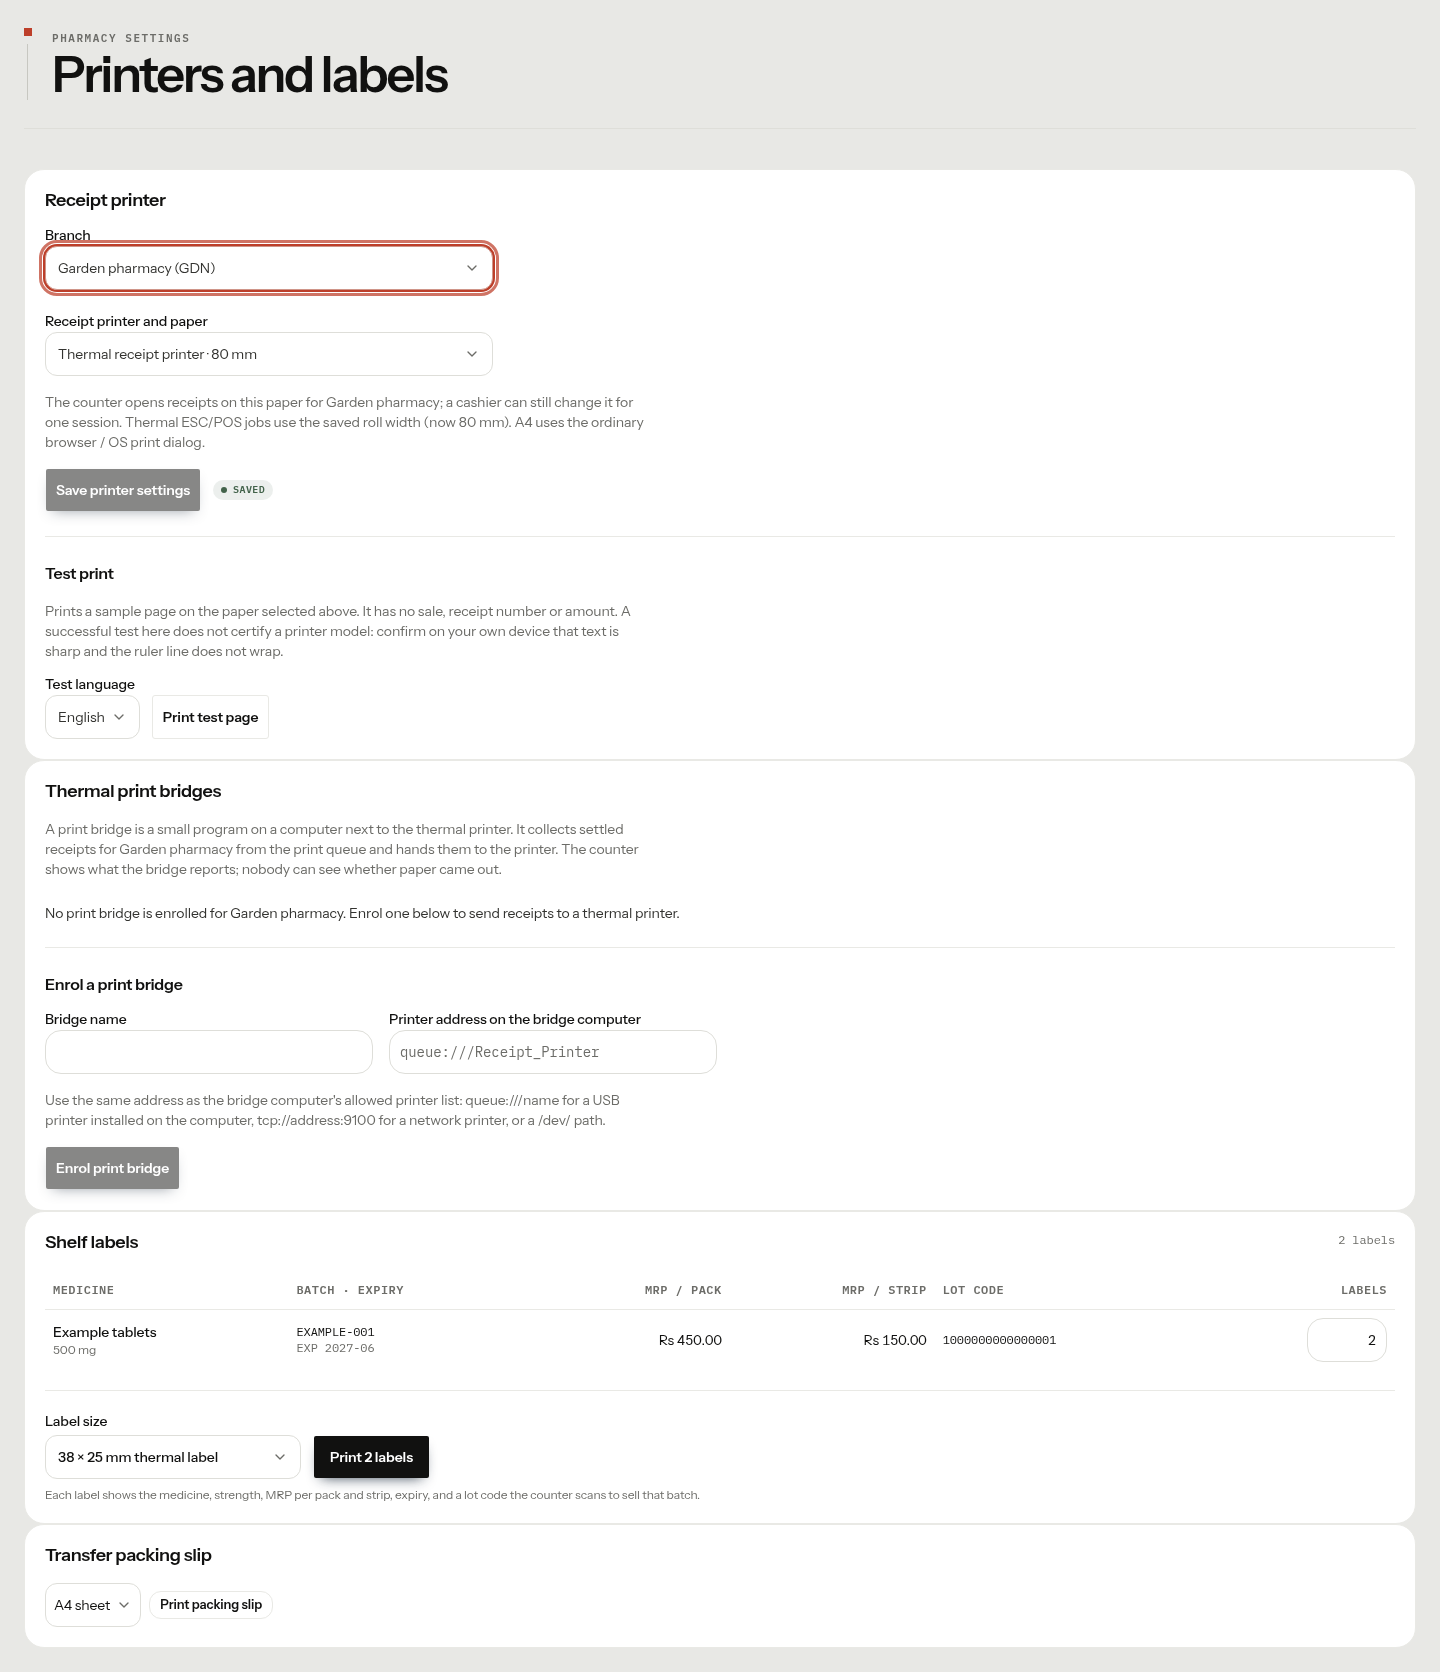 PHARMACY SETTINGS
Printers and labels
Receipt printer
Branch
Garden pharmacy (GDN)
Receipt printer and paper
Thermal receipt printer · 80 mm
The counter opens receipts on this paper for Garden pharmacy; a cashier can still change it for
one session. Thermal ESC/POS jobs use the saved roll width (now 80 mm). A4 uses the ordinary
browser / OS print dialog.
Save printer settings
SAVED
Test print
Prints a sample page on the paper selected above. It has no sale, receipt number or amount. A
successful test here does not certify a printer model: confirm on your own device that text is
sharp and the ruler line does not wrap.
Test language
English
Print test page
Thermal print bridges
A print bridge is a small program on a computer next to the thermal printer. It collects settled
receipts for Garden pharmacy from the print queue and hands them to the printer. The counter
shows what the bridge reports; nobody can see whether paper came out.
No print bridge is enrolled for Garden pharmacy. Enrol one below to send receipts to a thermal printer.
Enrol a print bridge
Bridge name
Printer address on the bridge computer
queue:///Receipt_Printer
Use the same address as the bridge computer's allowed printer list: queue:///name for a USB
printer installed on the computer, tcp://address:9100 for a network printer, or a /dev/ path.
Enrol print bridge
Shelf labels
2 labels
MEDICINE BATCH · EXPIRY MRP / PACK MRP / STRIP LOT CODE LABELS
Example tablets
500 mg
EXAMPLE-001
EXP 2027-06
Rs 450.00
Rs 150.00
1000000000000001
2
Label size
38 × 25 mm thermal label
Print 2 labels
Each label shows the medicine, strength, MRP per pack and strip, expiry, and a lot code the counter scans to sell that batch.
Transfer packing slip
A4 sheet
Print packing slip